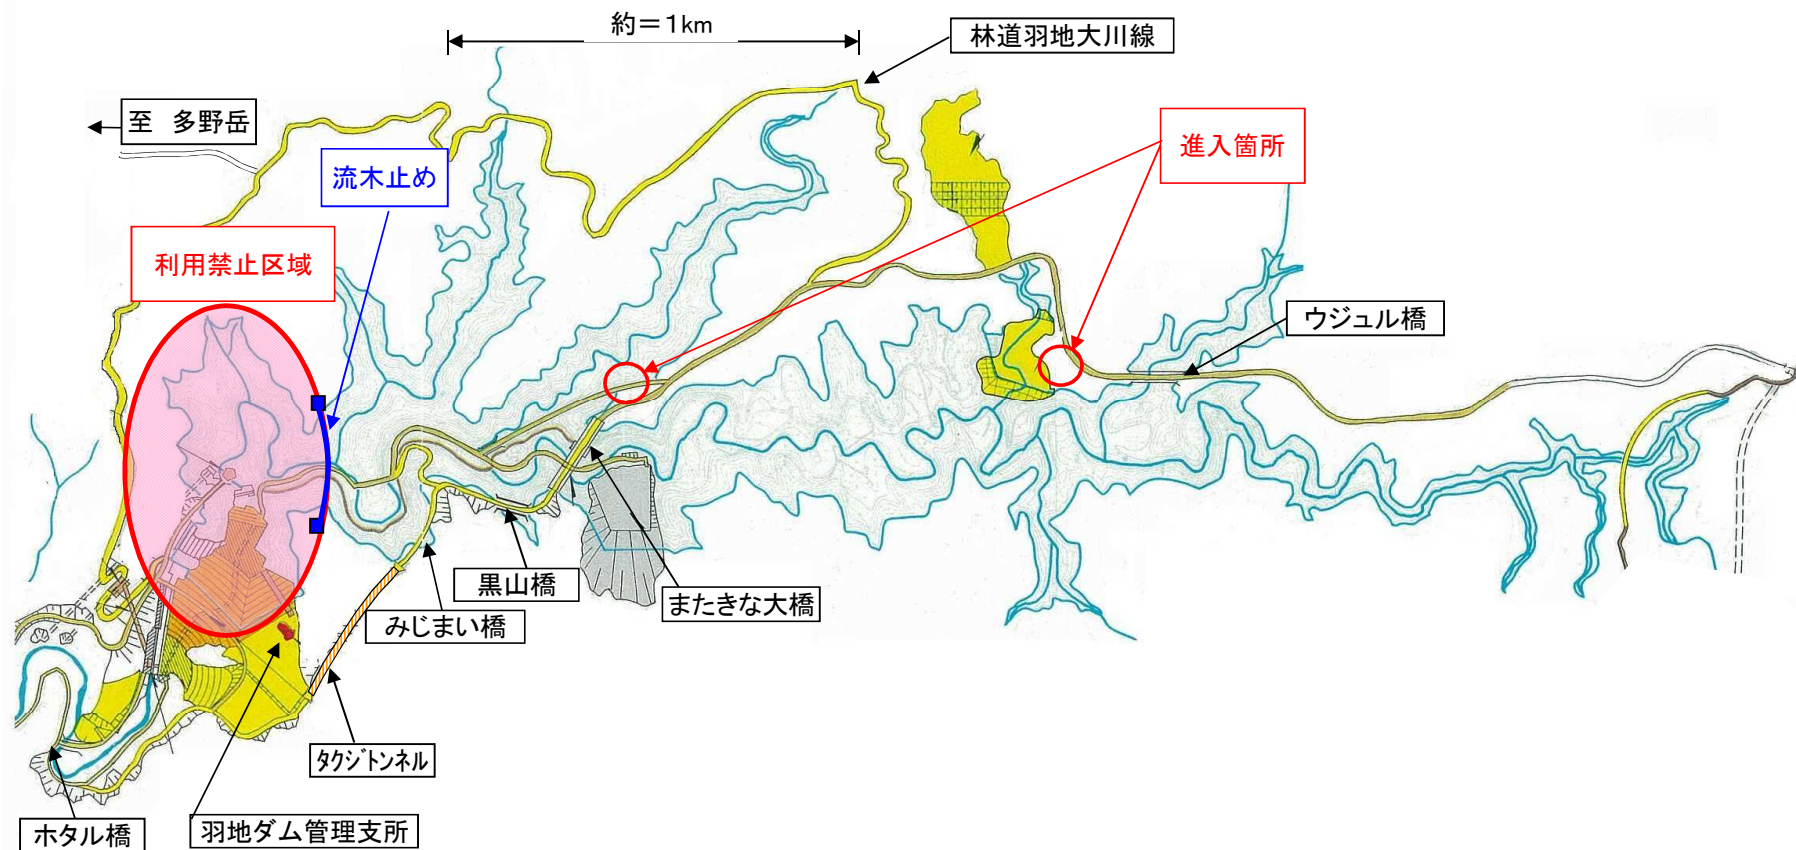 約＝1km
林道羽地大川線
至　多野岳
進入箇所
流木止め
利用禁止区域
ウジュル橋
黒山橋
またきな大橋
みじまい橋
タクジトンネル
ホタル橋
羽地ダム管理支所